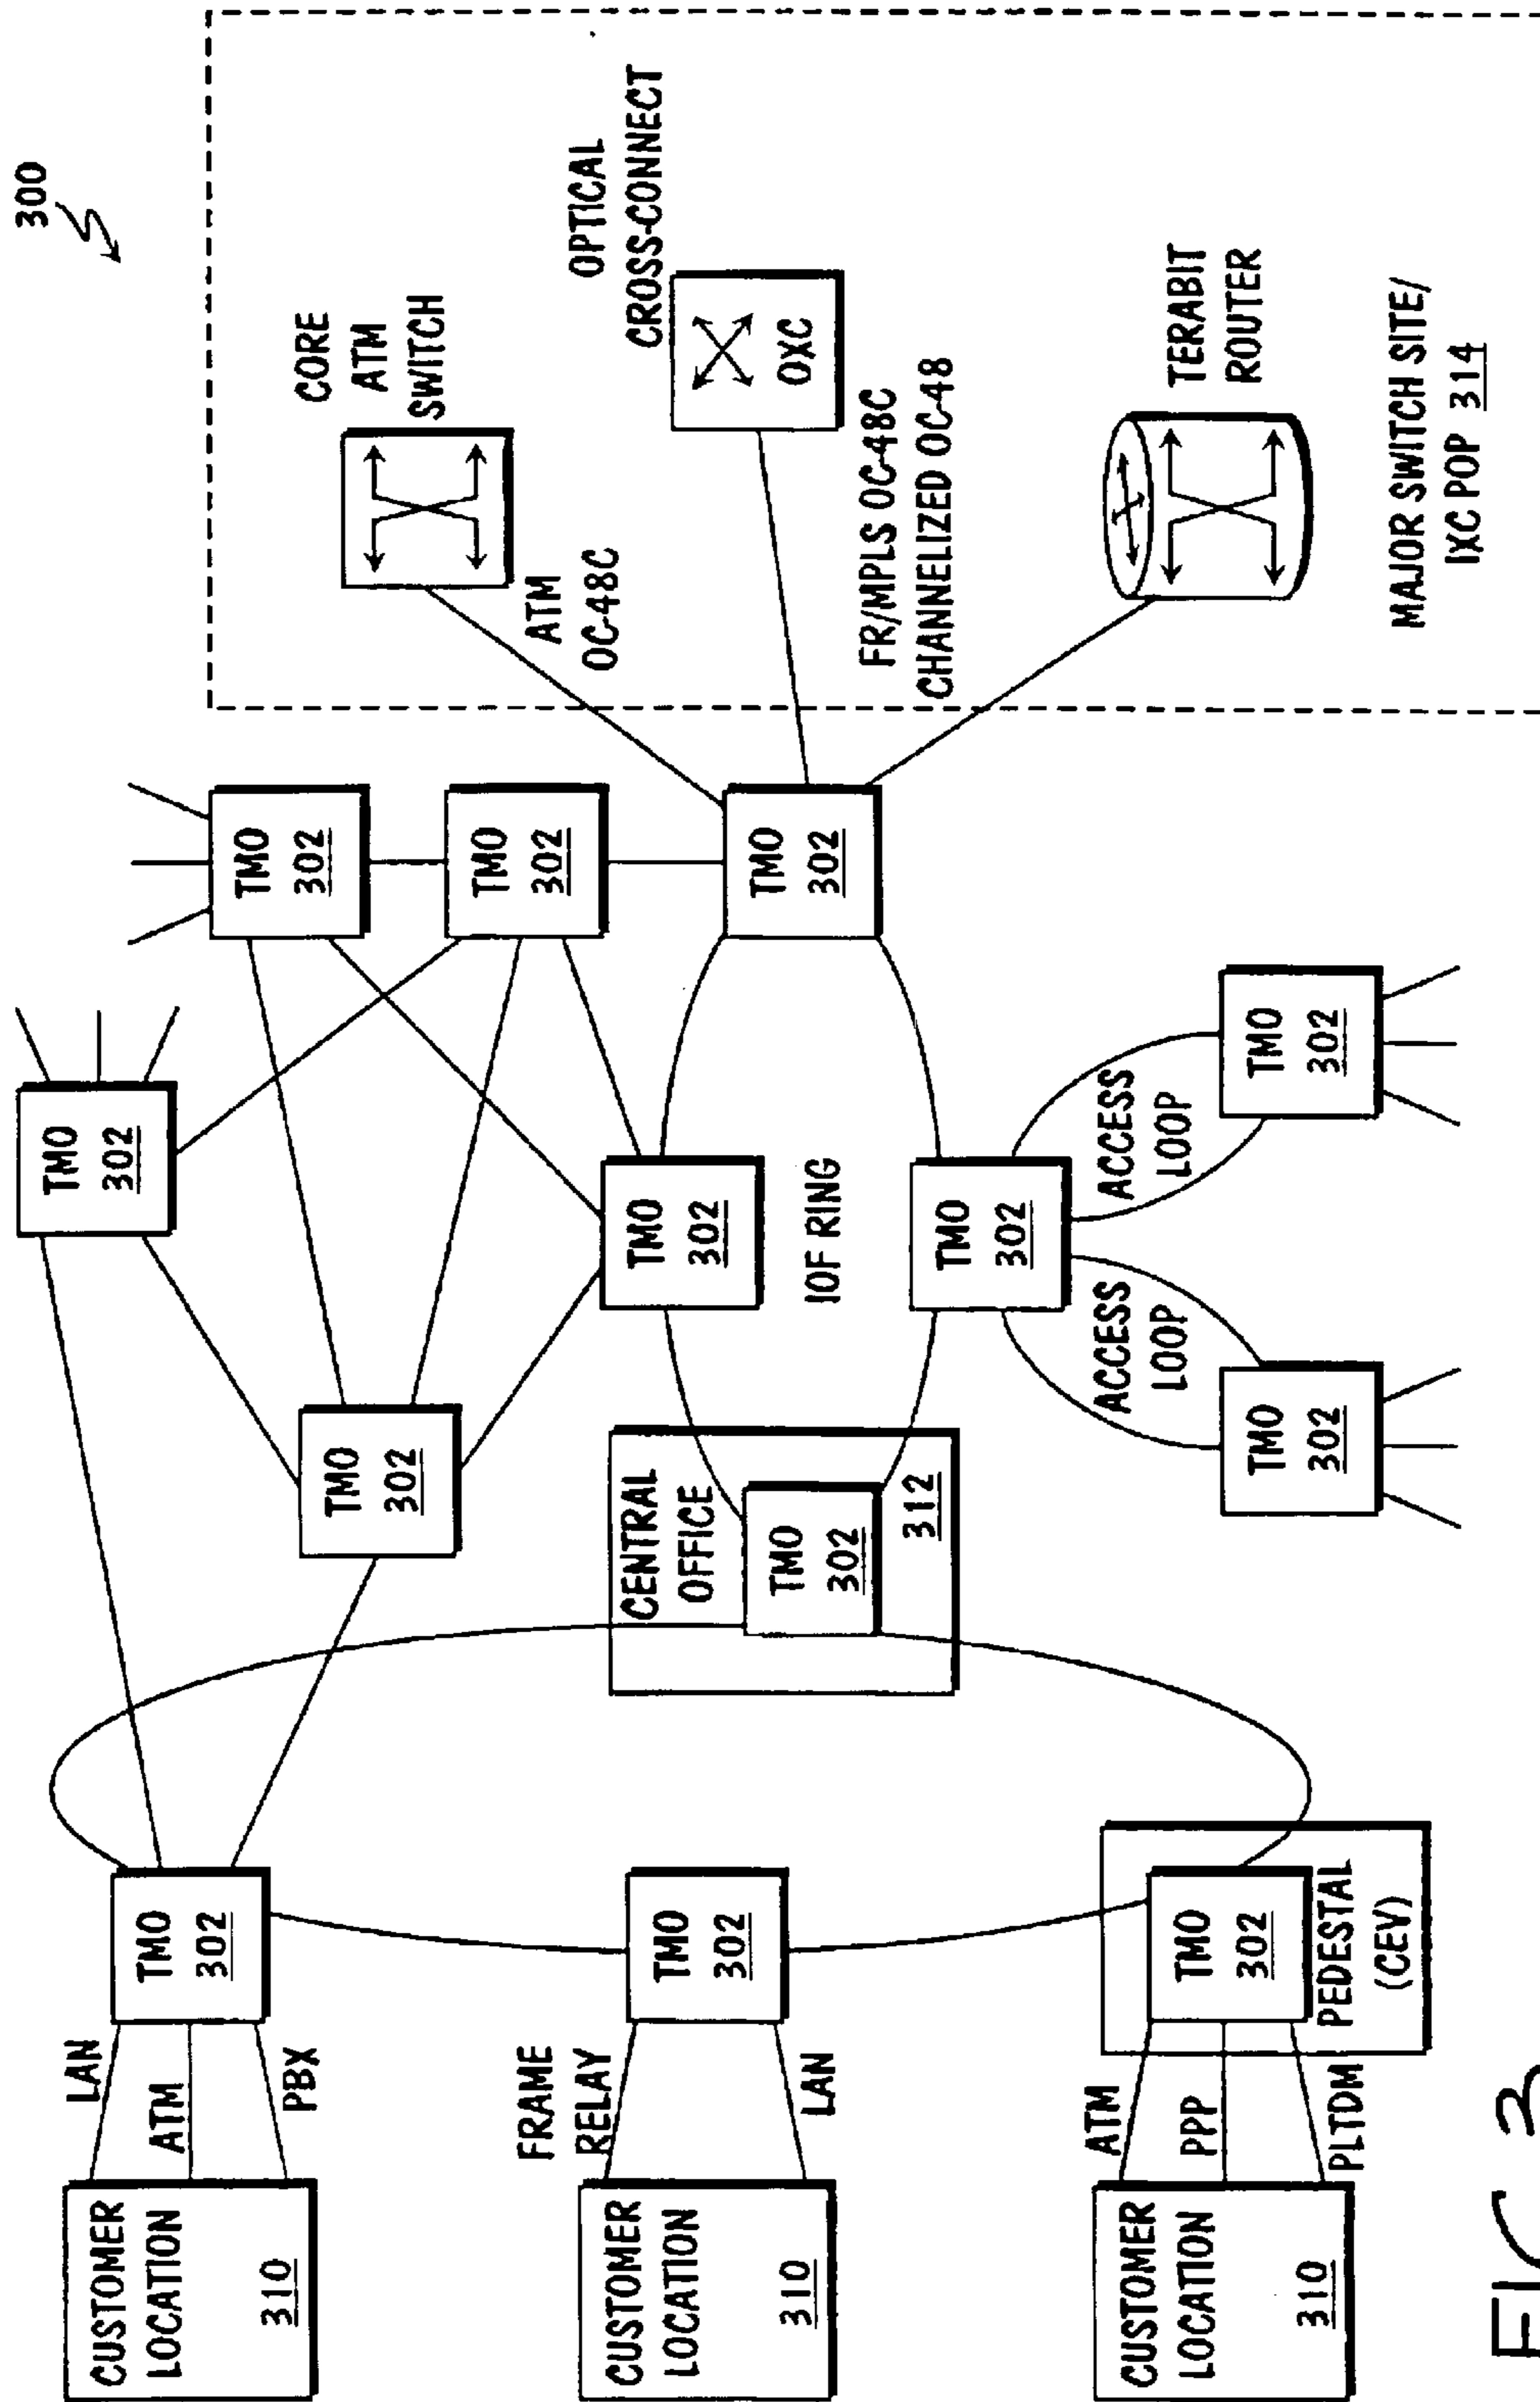 300
CORE
ATM
SWITCH
OPTICAL
CROSS-CONNECT
OXC
ATM
OC-48C
FR/MPLS OC-48C
CHANNELIZED OC-48
TERABIT
ROUTER
MAJOR SWITCH SITE/
IXC POP 314
TMO
302
TMO
302
TMO
302
TMO
302
TMO
302
TMO
302
IOF RING
TMO
302
ACCESS
LOOP
ACCESS
LOOP
TMO
302
TMO
302
CENTRAL
OFFICE
TMO
302
312
TMO
302
TMO
302
TMO
302
PEDESTAL
(CEV)
LAN
ATM
PBX
FRAME
RELAY
LAN
ATM
PPP
PLTDM
CUSTOMER
LOCATION
310
CUSTOMER
LOCATION
310
CUSTOMER
LOCATION
310
FIG 3